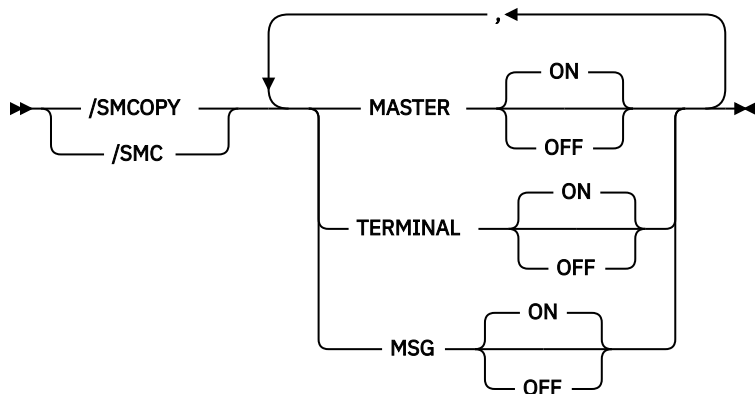 ,
ON
/SMCOPY MASTER
/SMC OFF
ON
TERMINAL
OFF
ON
MSG
OFF